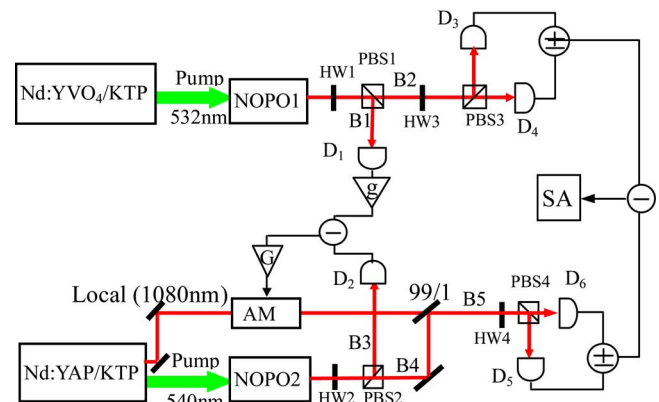 D₃
PBS1
Pump
HW1
B2
Nd:YVO₄/KTP
NOPO1
532nm
B1
HW3
PBS3
D₄
D₁
g
SA
G
D₂
99/1
PBS4
D₆
Local (1080nm)
AM
B5
B3
HW4
Pump
B4
D₅
Nd:YAP/KTP
NOPO2
540nm
HW2
PBS2